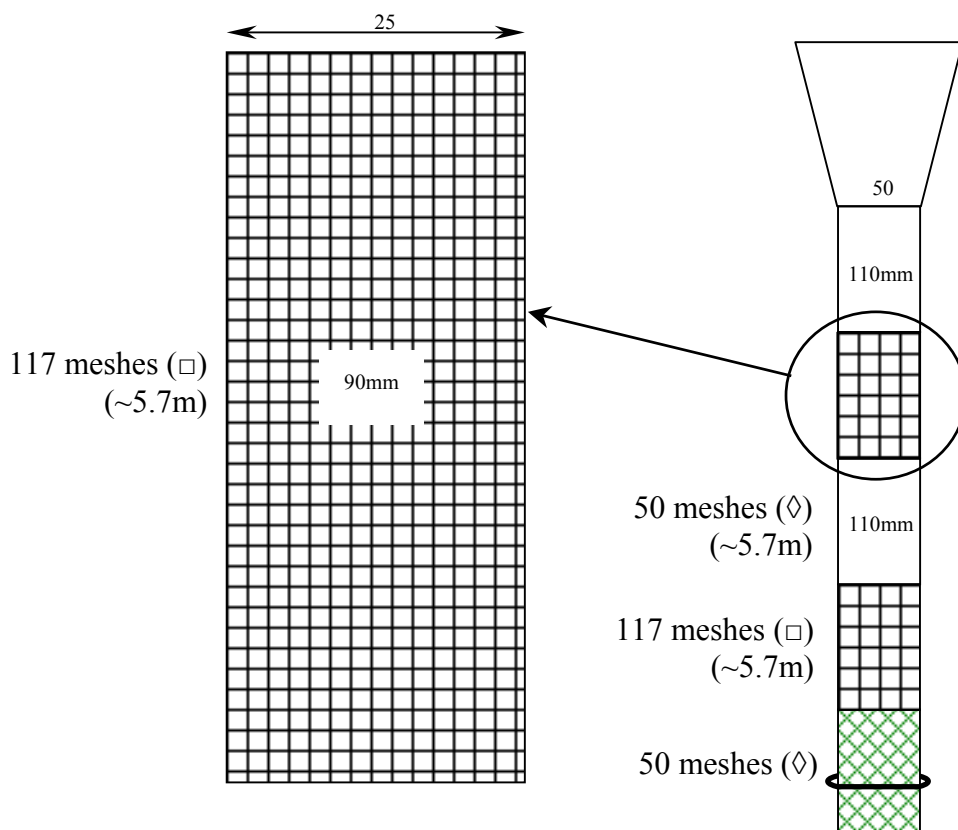 25
117 meshes (□)
(~5.7m)
90mm
50
110mm
50 meshes (◊)
(~5.7m)
110mm
117 meshes (□)
(~5.7m)
50 meshes (◊)